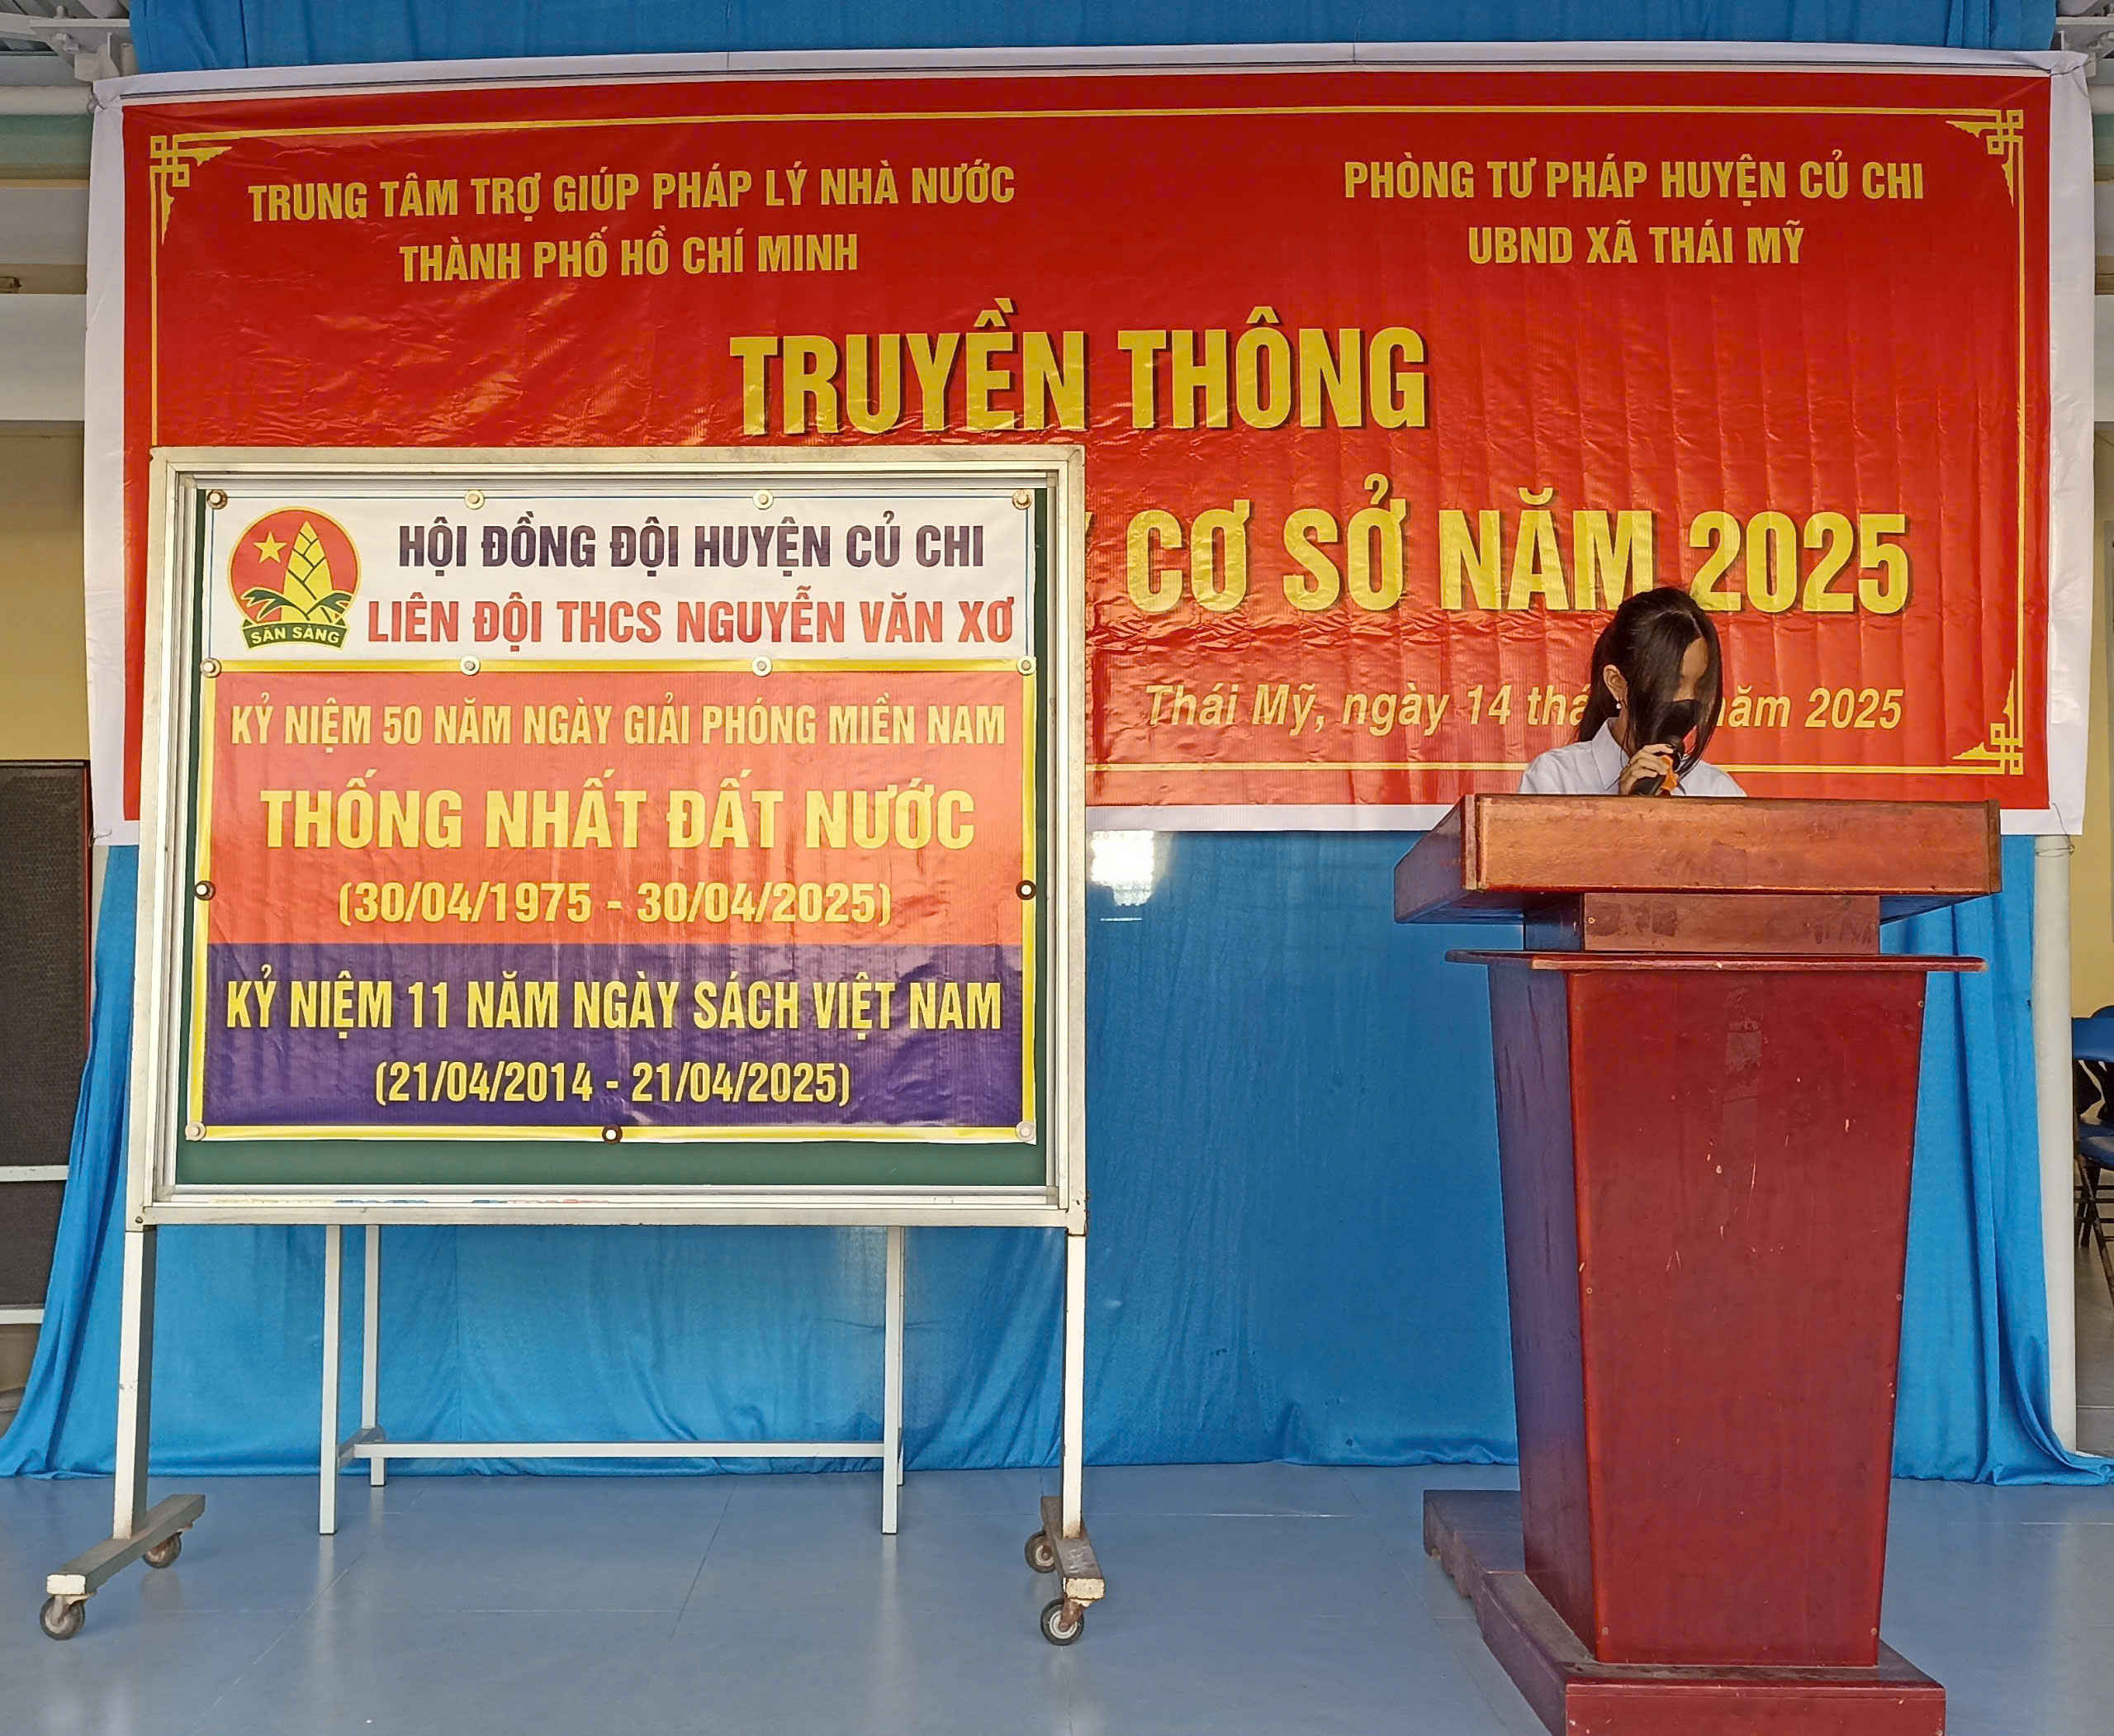 TRUNG TÂM TRỢ GIÚP PHÁP LÝ NHÀ NƯỚC
THÀNH PHỐ HỒ CHÍ MINH
PHÒNG TƯ PHÁP HUYỆN CỦ CHI
UBND XÃ THÁI MỸ
TRUYỀN THÔNG
CƠ SỞ NĂM 2025
Thái Mỹ, ngày 14 năm 2025
HỘI ĐỒNG ĐỘI HUYỆN CỦ CHI
LIÊN ĐỘI THCS NGUYỄN VĂN XƠ
SẴN SÀNG
KỶ NIỆM 50 NĂM NGÀY GIẢI PHÓNG MIỀN NAM
THỐNG NHẤT ĐẤT NƯỚC
(30/04/1975 - 30/04/2025)
KỶ NIỆM 11 NĂM NGÀY SÁCH VIỆT NAM
(21/04/2014 - 21/04/2025)